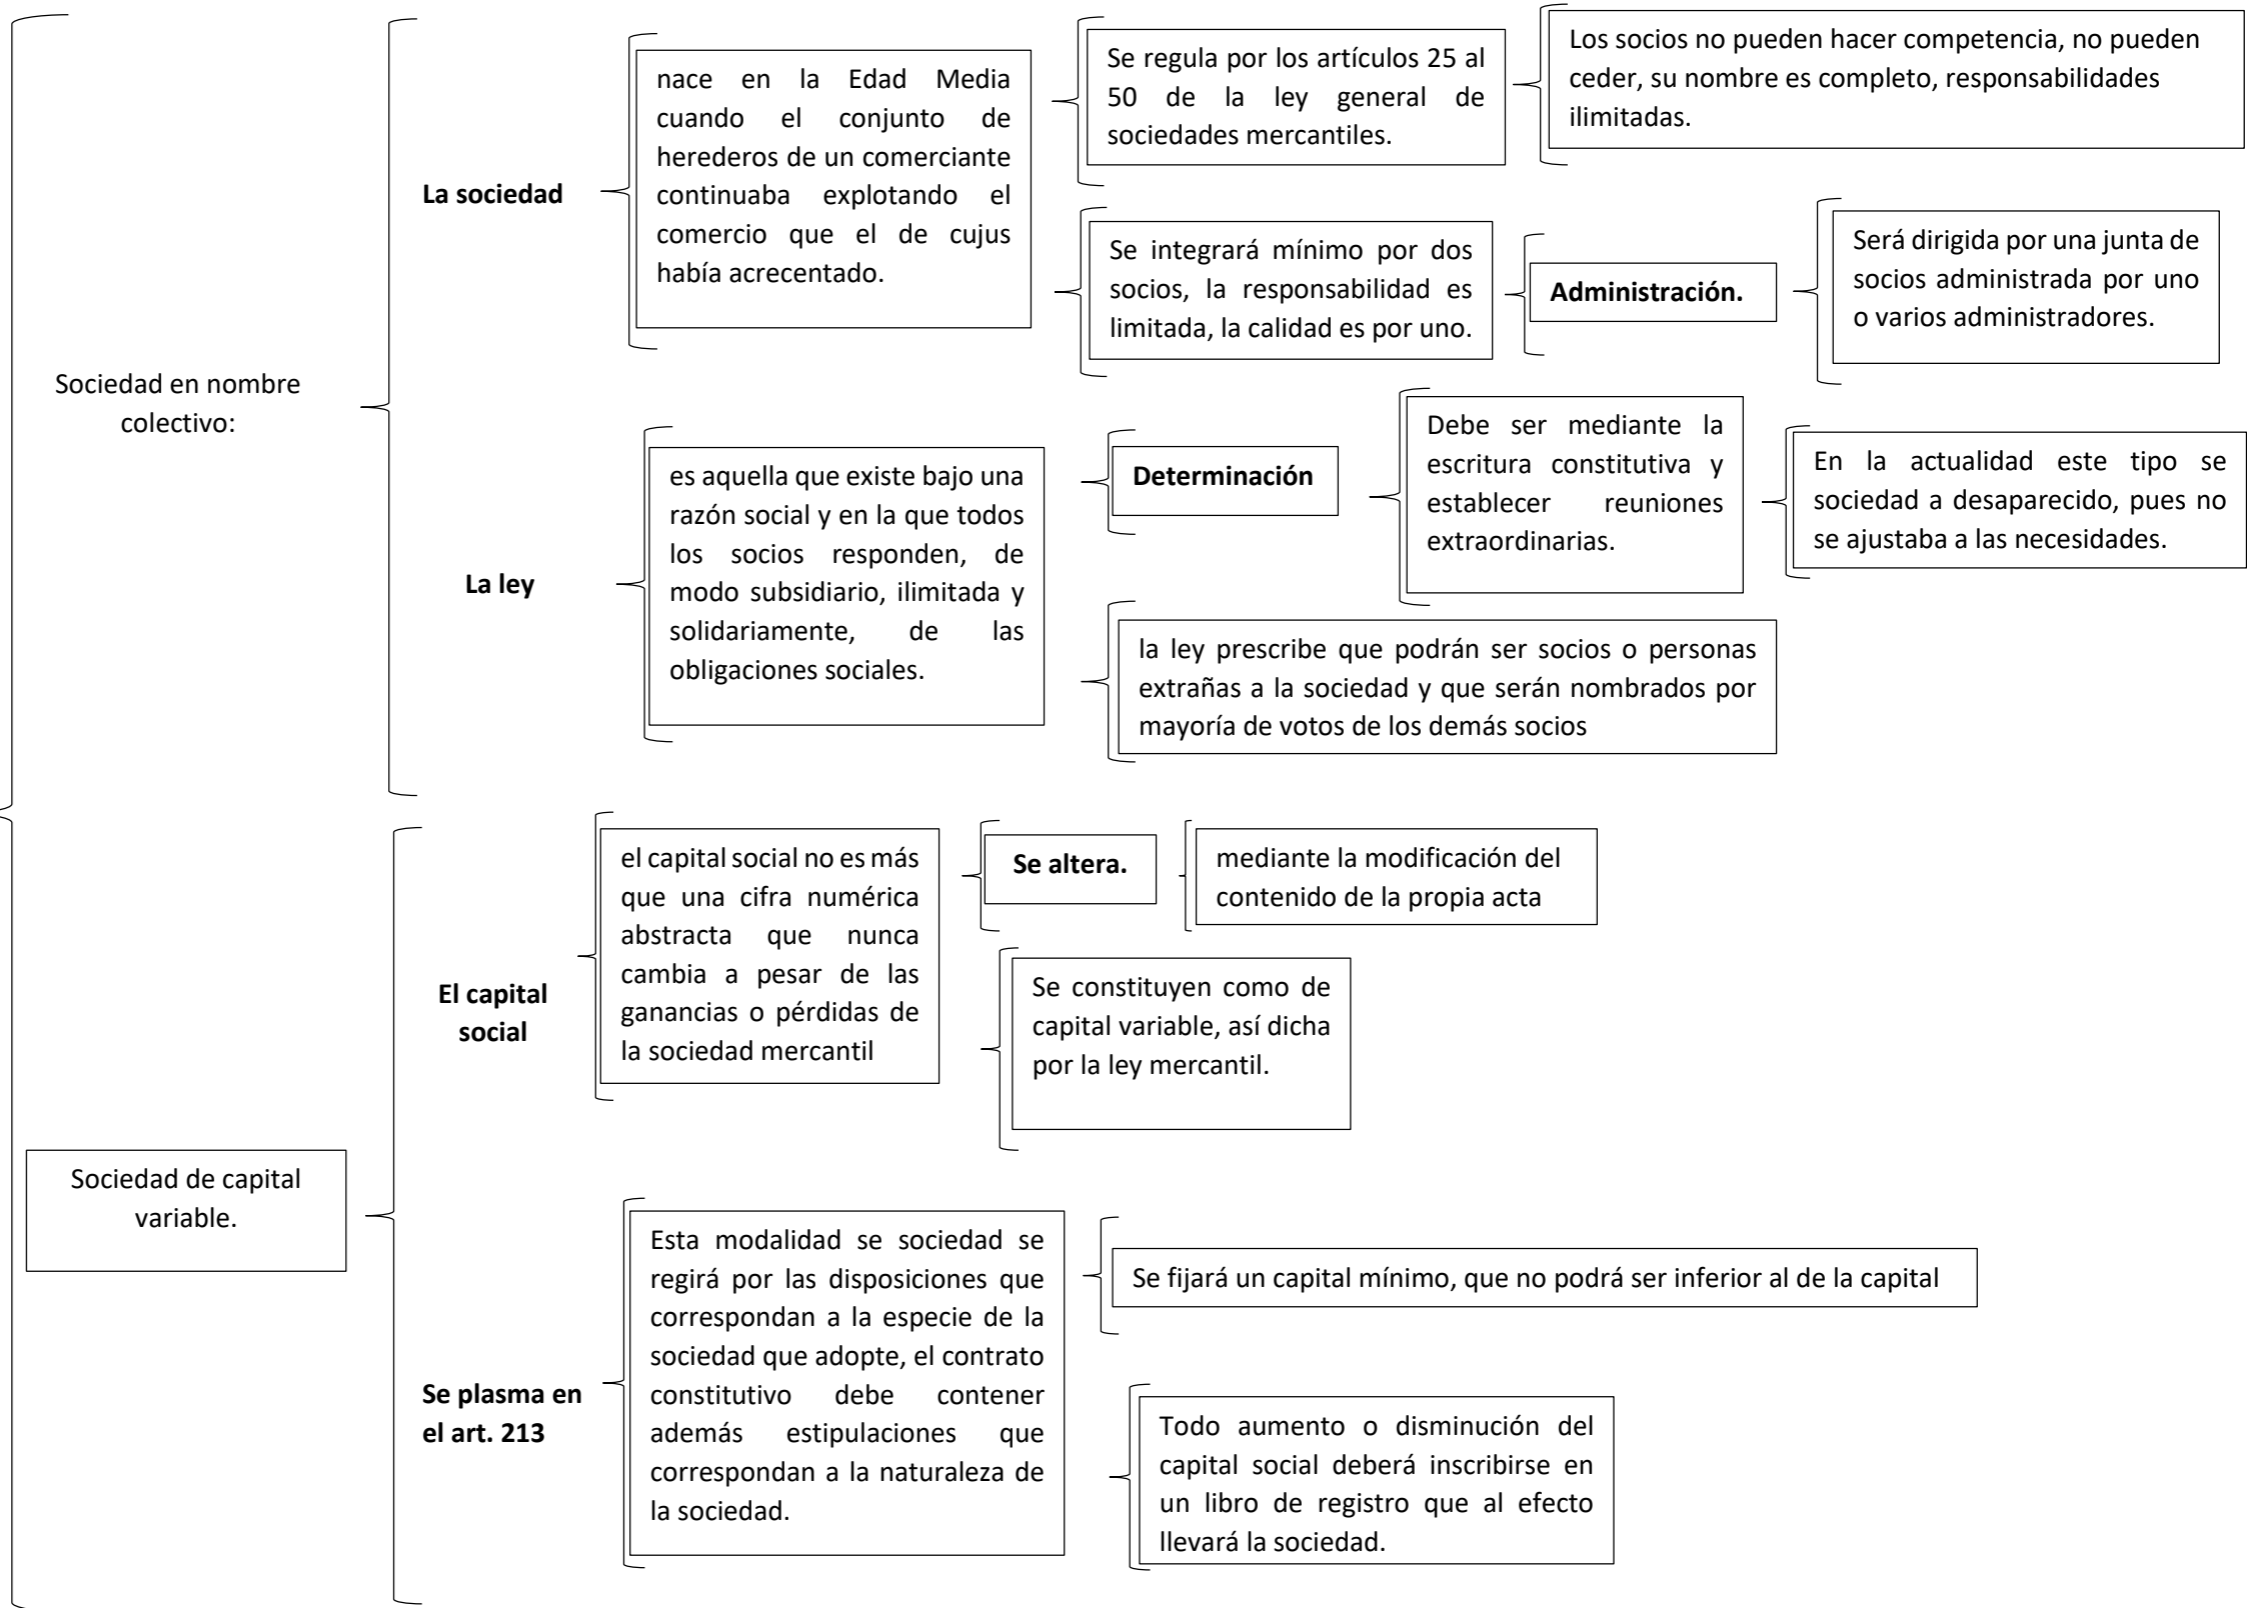 Sociedad en nombre
colectivo:
La sociedad
nace en la Edad Media
cuando el conjunto de
herederos de un comerciante
continuaba explotando el
comercio que el de cujus
había acrecentado.
Se regula por los artículos 25 al
50 de la ley general de
sociedades mercantiles.
Los socios no pueden hacer competencia, no pueden
ceder, su nombre es completo, responsabilidades
ilimitadas.
Se integrará mínimo por dos
socios, la responsabilidad es
limitada, la calidad es por uno.
Administración.
Será dirigida por una junta de
socios administrada por uno
o varios administradores.
La ley
es aquella que existe bajo una
razón social y en la que todos
los socios responden, de
modo subsidiario, ilimitada y
solidariamente, de las
obligaciones sociales.
Determinación
Debe ser mediante la
escritura constitutiva y
establecer reuniones
extraordinarias.
En la actualidad este tipo se
sociedad a desaparecido, pues no
se ajustaba a las necesidades.
la ley prescribe que podrán ser socios o personas
extrañas a la sociedad y que serán nombrados por
mayoría de votos de los demás socios
Sociedad de capital
variable.
El capital
social
el capital social no es más
que una cifra numérica
abstracta que nunca
cambia a pesar de las
ganancias o pérdidas de
la sociedad mercantil
Se altera.
mediante la modificación del
contenido de la propia acta
Se constituyen como de
capital variable, así dicha
por la ley mercantil.
Se plasma en
el art. 213
Esta modalidad se sociedad se
regirá por las disposiciones que
correspondan a la especie de la
sociedad que adopte, el contrato
constitutivo debe contener
además estipulaciones que
correspondan a la naturaleza de
la sociedad.
Se fijará un capital mínimo, que no podrá ser inferior al de la capital
Todo aumento o disminución del
capital social deberá inscribirse en
un libro de registro que al efecto
llevará la sociedad.